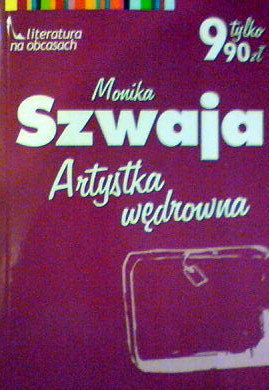 literatura
na obcasach
tylko
9 90 zł
Monika
Szwaja
Artystka
wędrowna